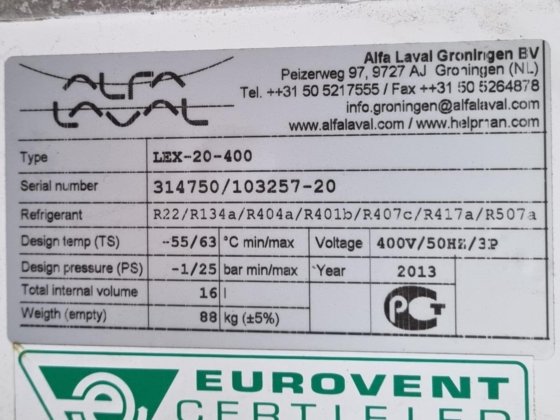 ALFA
LAVAL
Alfa Laval Groningen BV
Peizerweg 97, 9727 AJ Groningen (NL)
Tel. ++31 50 5217555 / Fax ++31 50 5264878
info.groningen@alfalaval.com
www.alfalaval.com / www.helpman.com
Type LEX-20-400
Serial number 314750/103257-20
Refrigerant R22/R134a/R404a/R401b/R407c/R417a/R507a
Design temp (TS) -55/63 °C min/max Voltage 400V/50HZ/3P
Design pressure (PS) -1/25 bar min/max Year 2013
Total internal volume 16 l
Weigth (empty) 88 kg (±5%)
РСТ
EUROVENT
CERTIFIED